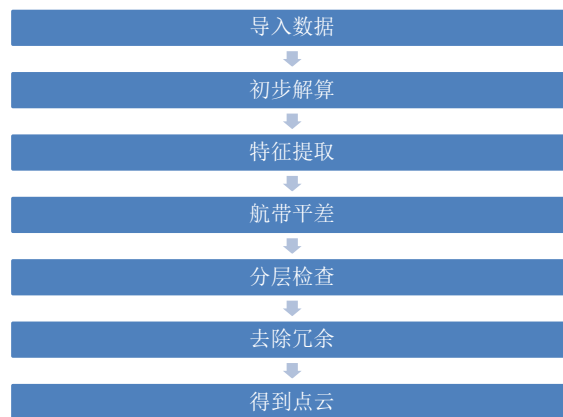 导入数据
初步解算
特征提取
航带平差
分层检查
去除冗余
得到点云